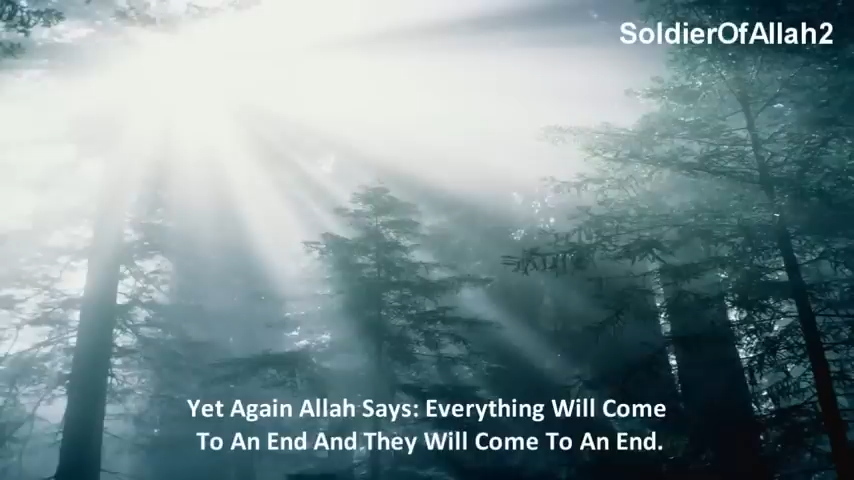 SoldierOfAllah2
Yet Again Allah Says: Everything Will Come
To An End And They Will Come To An End.